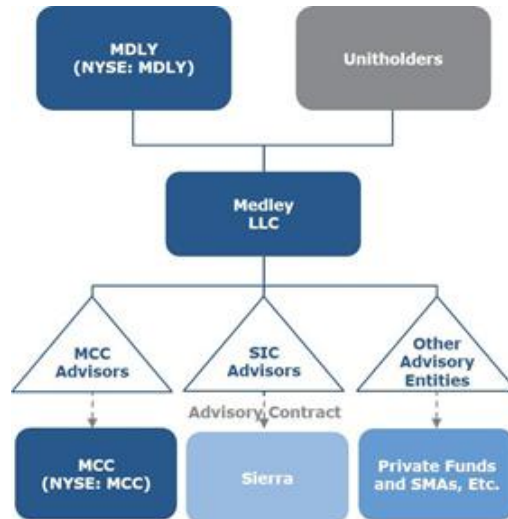 MDLY
(NYSE: MDLY)
Unitholders
Medley
LLC
MCC
Advisors
SIC
Advisors
Other
Advisory
Entities
Advisory Contract
MCC
(NYSE: MCC)
Sierra
Private Funds
and SMAs, Etc.